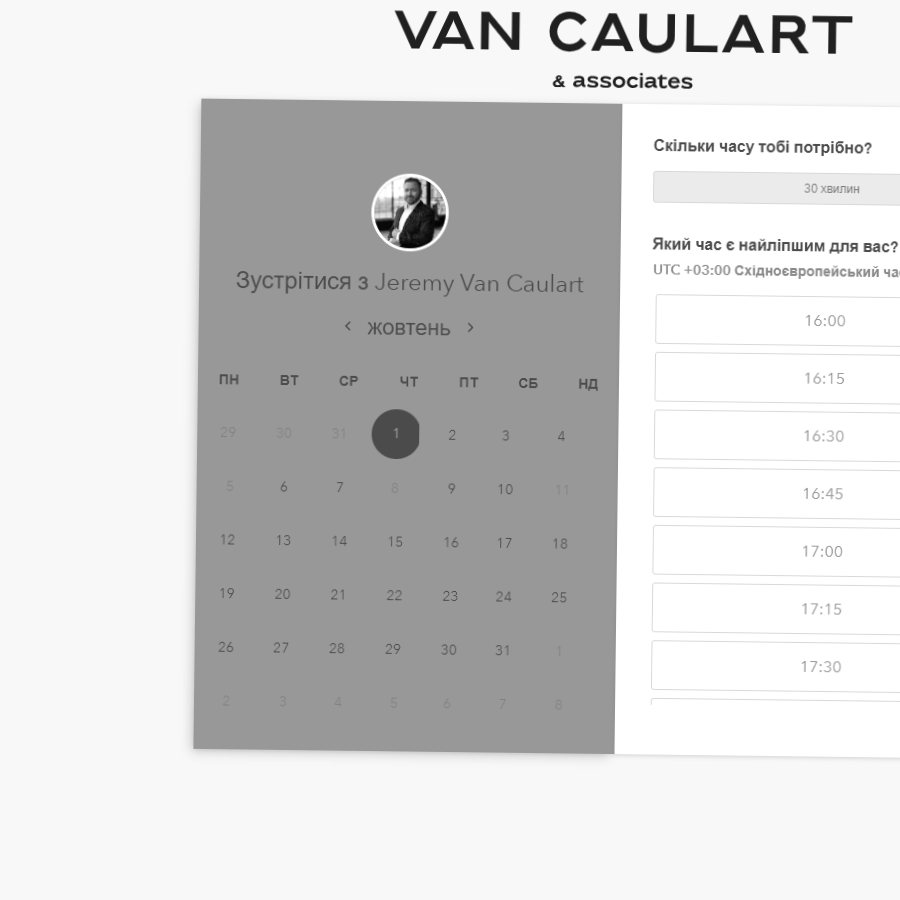 VAN CAULART
& associates
Зустрітися з Jeremy Van Caulart
жовтень
ПН ВТ СР ЧТ ПТ СБ НД
29 30 31 1 2 3 4
5 6 7 8 9 10 11
12 13 14 15 16 17 18
19 20 21 22 23 24 25
26 27 28 29 30 31 1
2 3 4 5 6 7 8
Скільки часу тобі потрібно?
30 хвилин
Який час є найліпшим для вас?
UTC +03:00 Східноєвропейський
16:00
16:15
16:30
16:45
17:00
17:15
17:30